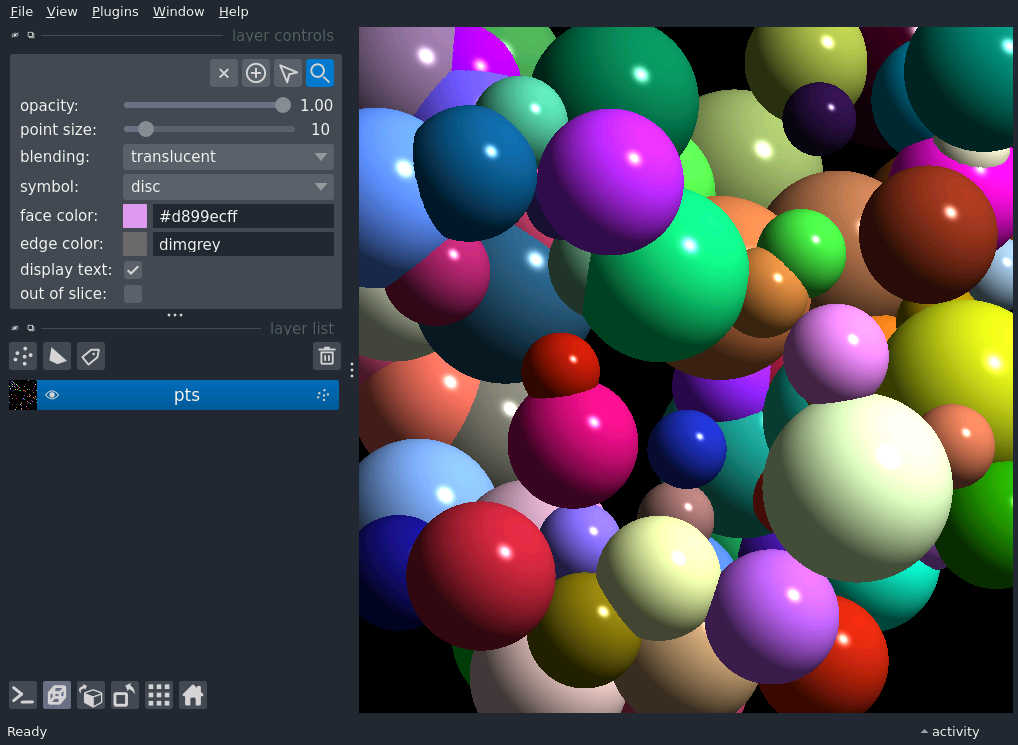 File View Plugins Window Help
layer controls
opacity: 1.00
point size: 10
blending: translucent
symbol: disc
face color: #d899ecff
edge color: dimgrey
display text:
out of slice:
layer list
pts
Ready
activity